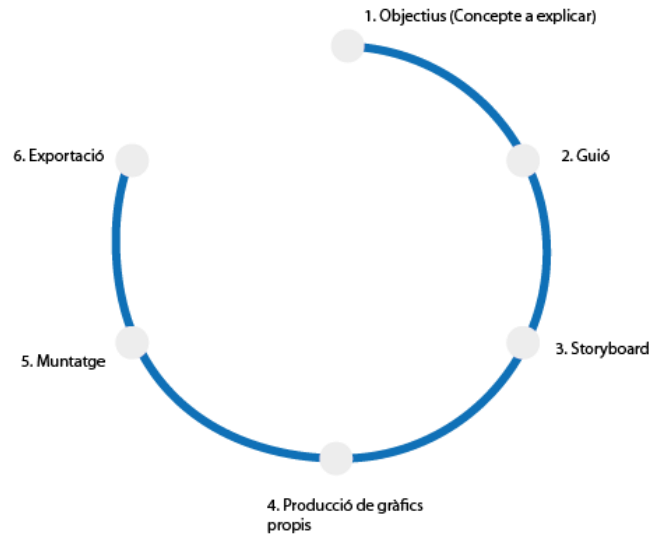 1. Objectius (Concepte a explicar)
2. Guió
3. Storyboard
4. Producció de gràfics
propis
5. Muntatge
6. Exportació